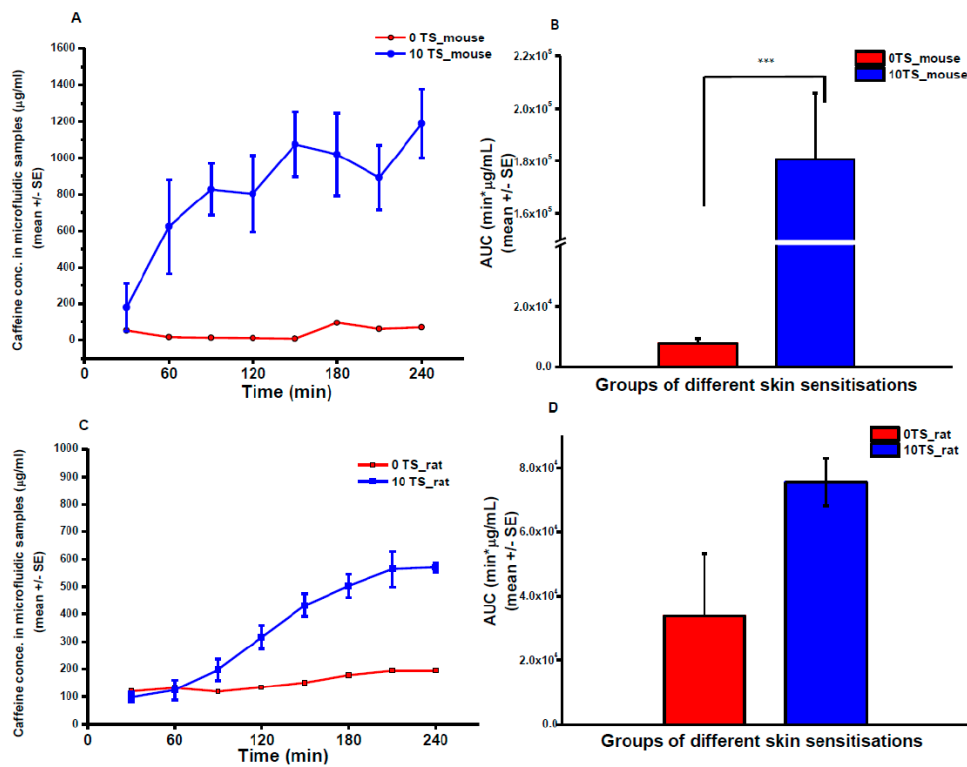 A
0 TS_mouse
10 TS_mouse
1600
1400
1200
1000
800
600
400
200
0
0
60
120
180
240
Time (min)
Caffeine conc. in microfluidic samples (µg/ml)
(mean +/- SE)
B
0TS_mouse
10TS_mouse
***
2.2x10⁵
2.0x10⁵
1.8x10⁵
1.6x10⁵
2.0x10⁴
0.0
AUC (min*µg/mL)
(mean +/- SE)
Groups of different skin sensitisations
C
0 TS_rat
10 TS_rat
1000
900
800
700
600
500
400
300
200
100
0
0
60
120
180
240
Time (min)
Caffeine conce. in microfluidic samples (µg/ml)
(mean +/- SE)
D
0TS_rat
10TS_rat
8.0x10⁴
6.0x10⁴
4.0x10⁴
2.0x10⁴
0.0
AUC (min*µg/mL)
(mean +/- SE)
Groups of different skin sensitisations